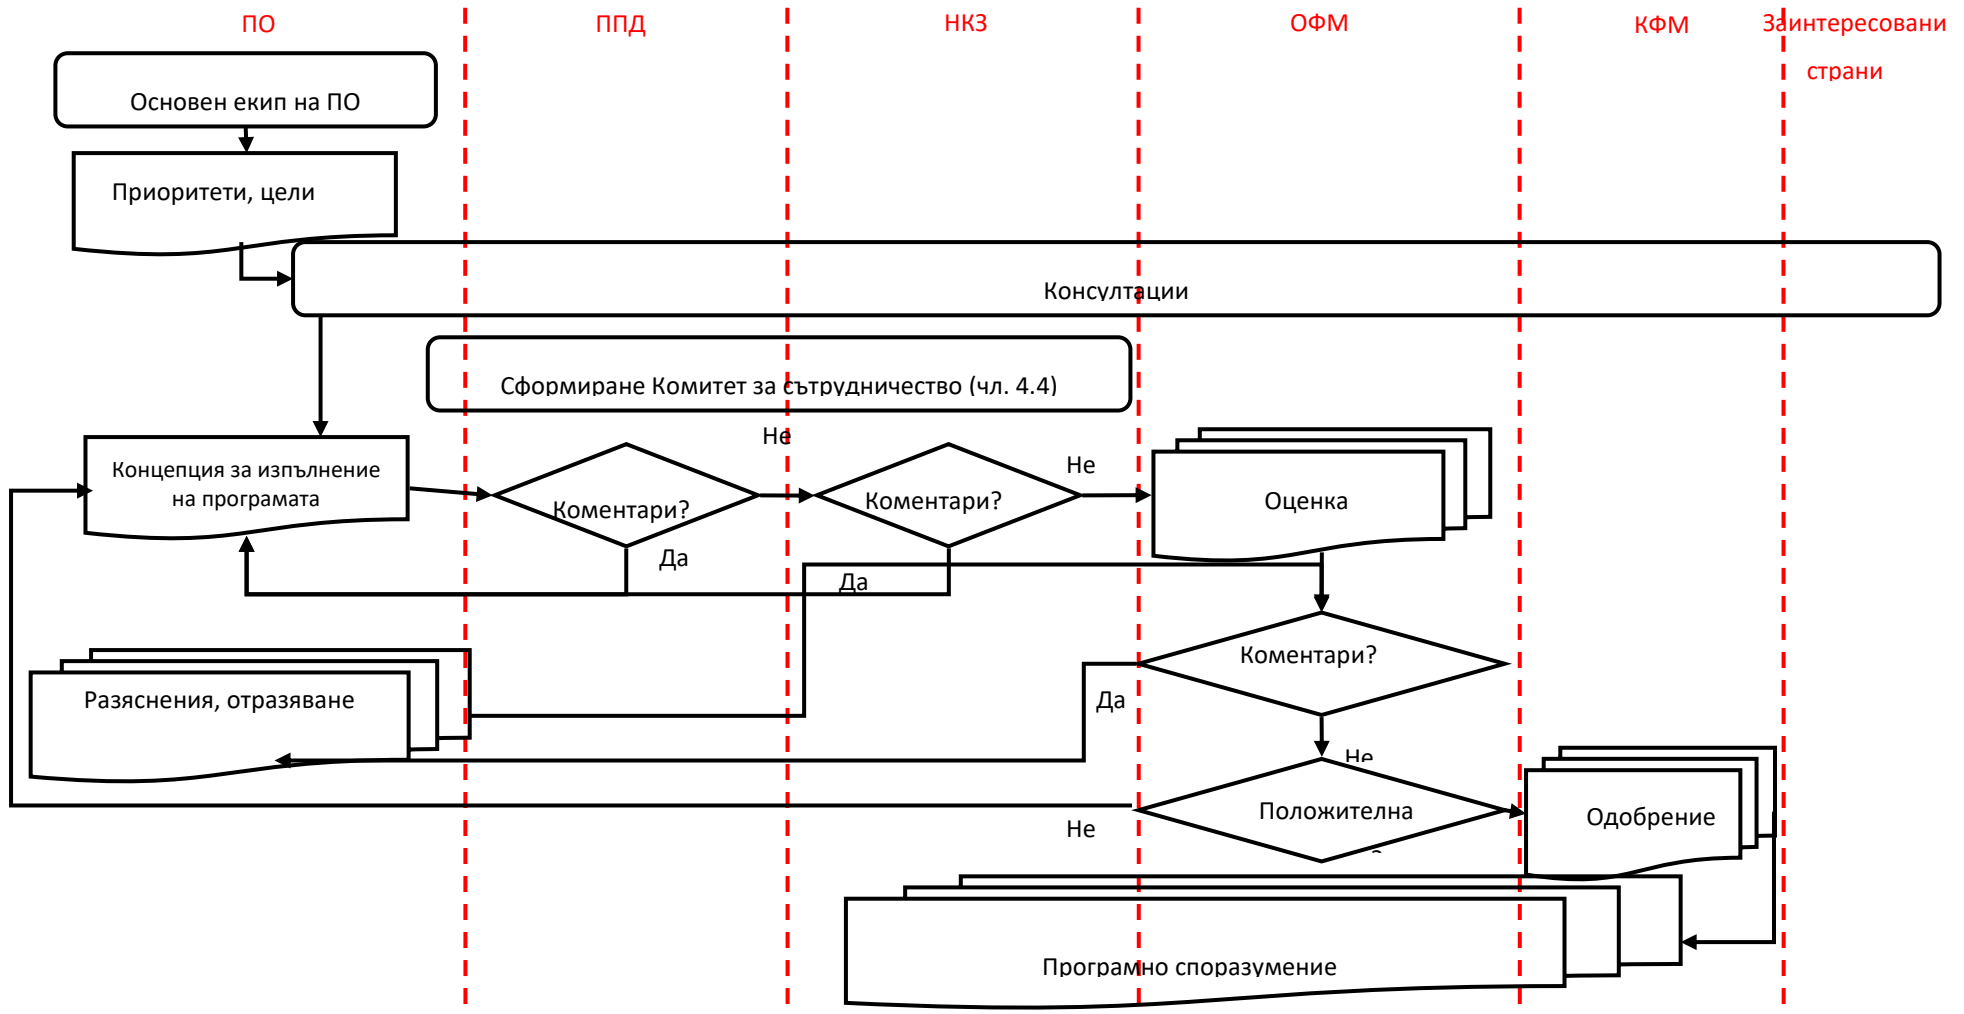 ПО
ППД
НКЗ
ОФМ
КФМ
Заинтересовани
страни
Основен екип на ПО
Приоритети, цели
Консултации
Сформиране Комитет за сътрудничество (чл. 4.4)
Не
Не
Концепция за изпълнение
на програмата
Коментари?
Коментари?
Оценка
Да
Да
Коментари?
Разяснения, отразяване
Да
Не
Положителна
Одобрение
Не
Програмно споразумение